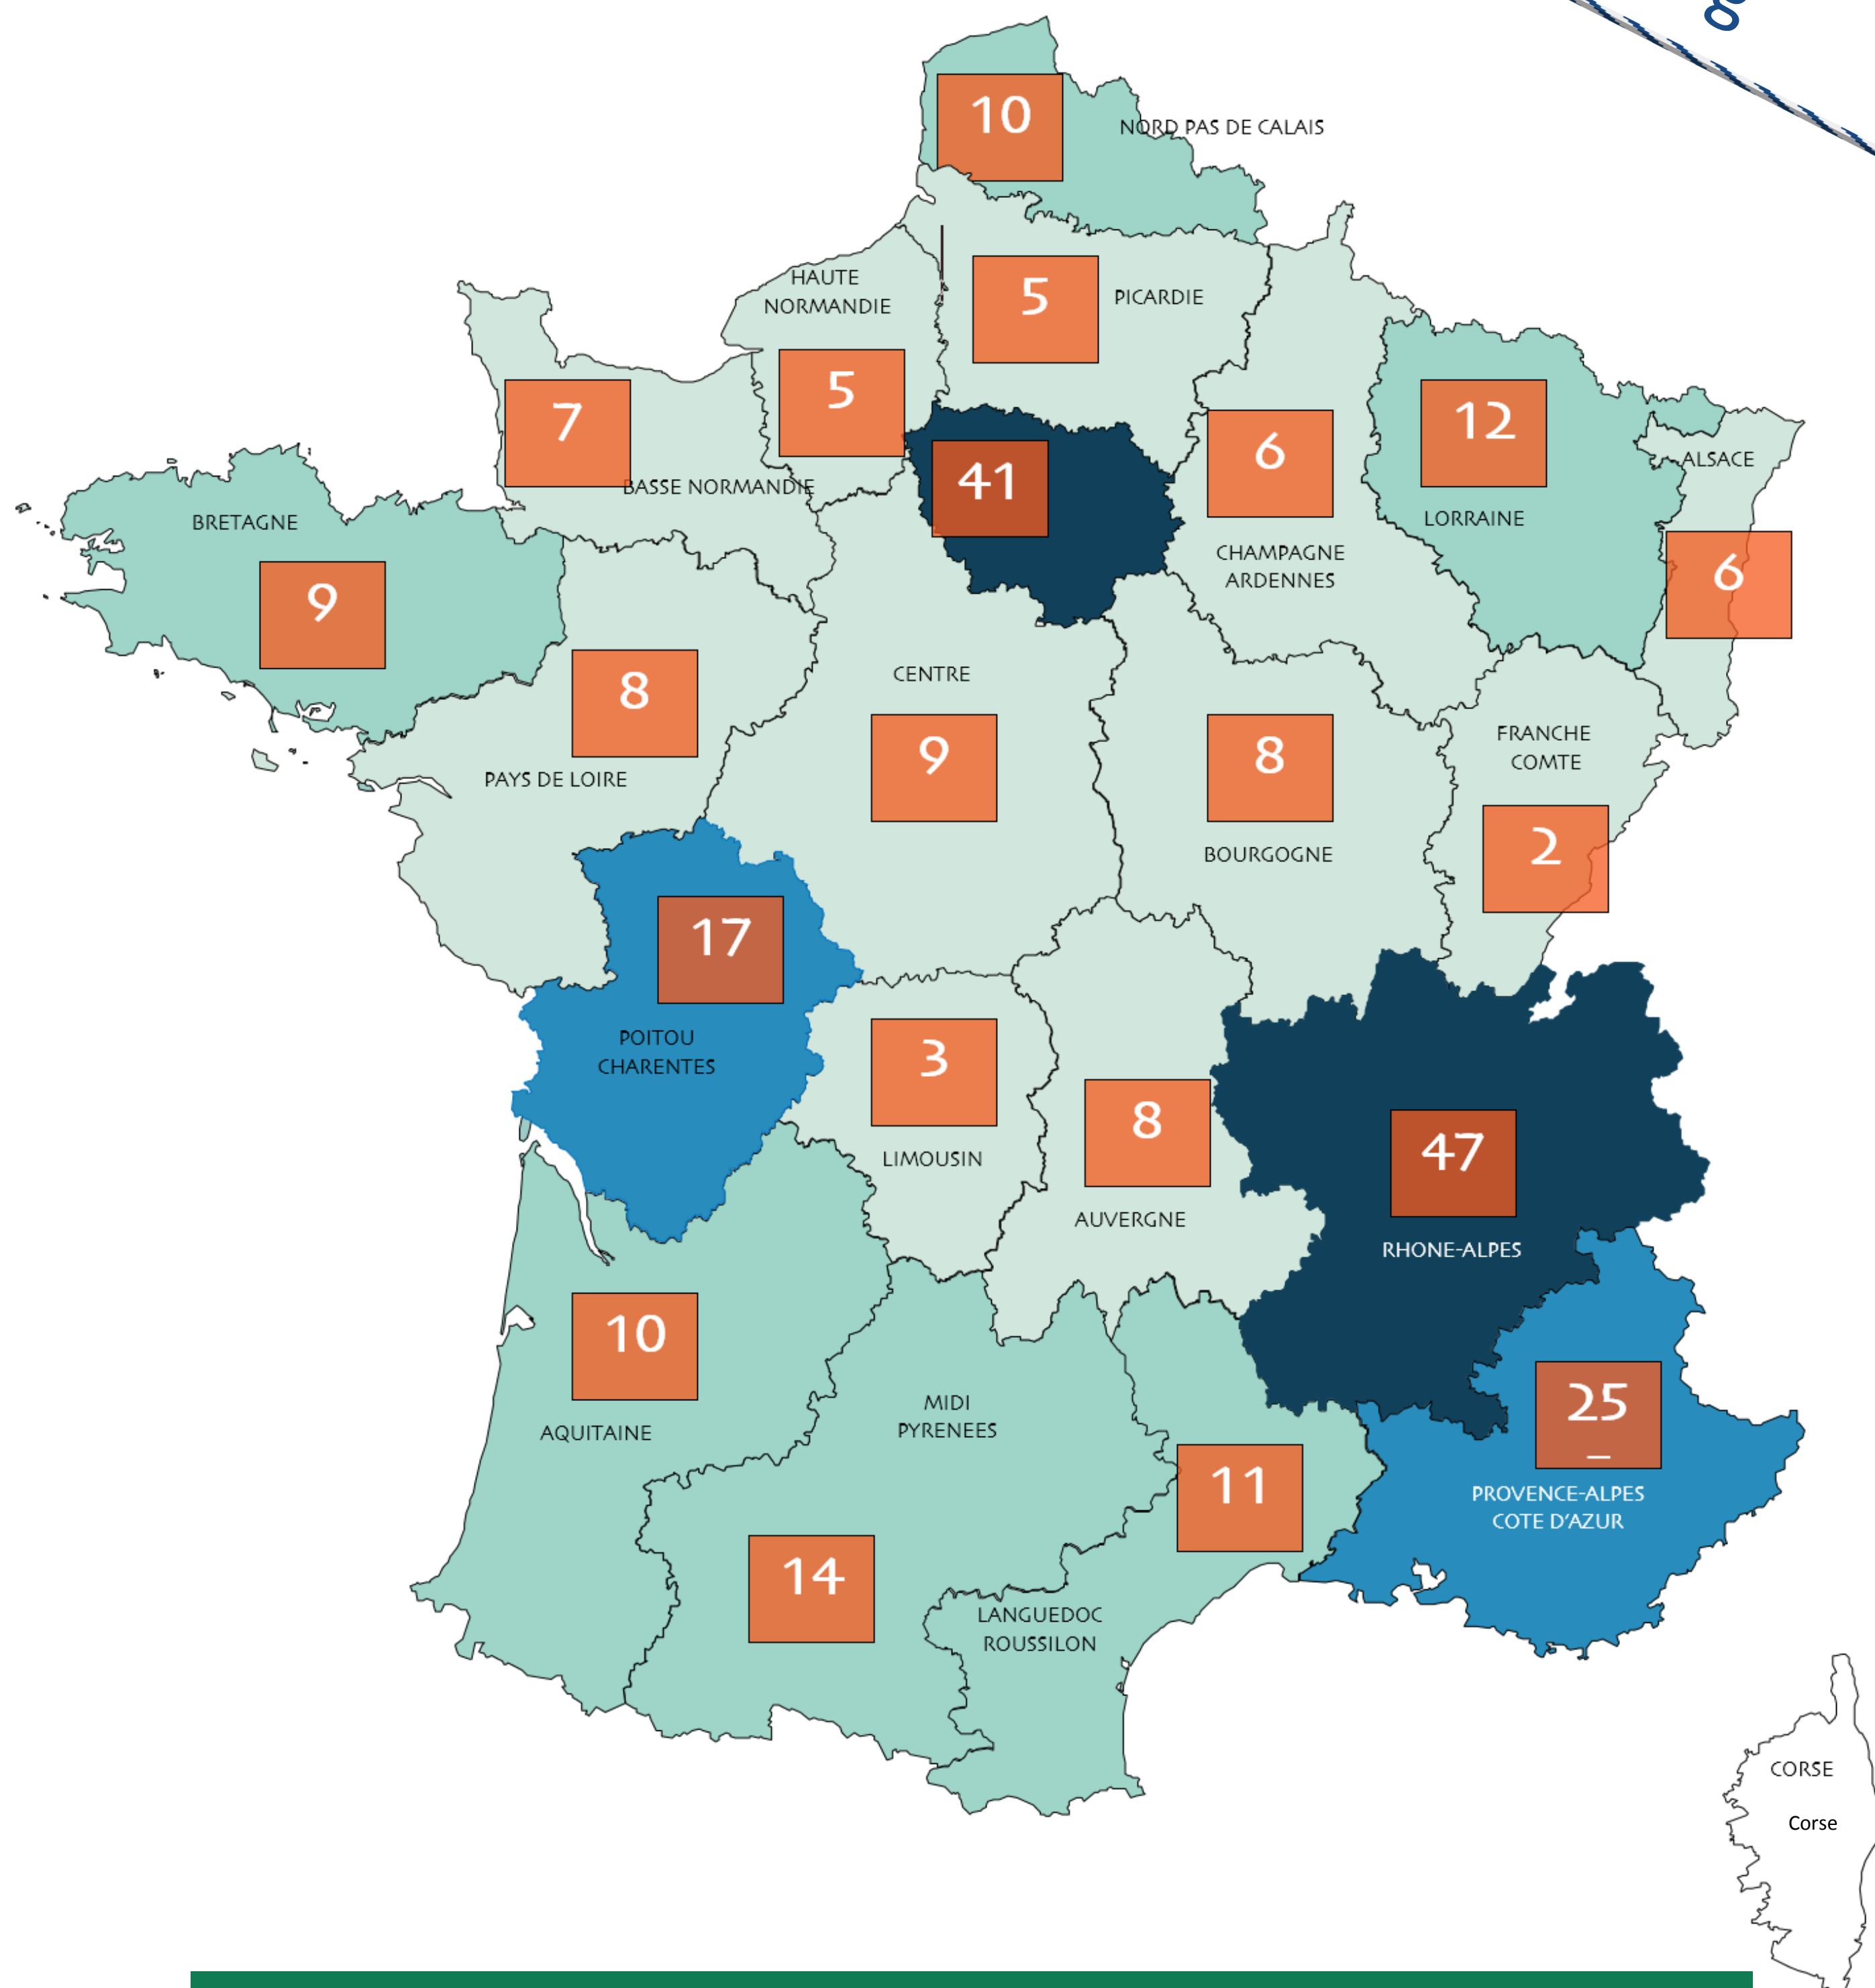 g
10
NORD PAS DE CALAIS
HAUTE
NORMANDIE
5
PICARDIE
5
7
12
41
6
BASSE NORMANDIE
ALSACE
BRETAGNE
LORRAINE
CHAMPAGNE
ARDENNES
6
9
8
CENTRE
FRANCHE
COMTE
PAYS DE LOIRE
9
8
BOURGOGNE
2
17
POITOU
CHARENTES
3
LIMOUSIN
8
AUVERGNE
47
RHONE-ALPES
10
AQUITAINE
MIDI
PYRENEES
25
PROVENCE-ALPES
COTE D'AZUR
11
14
LANGUEDOC
ROUSSILON
CORSE
Corse